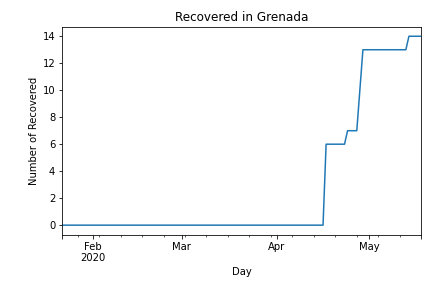 Recovered in Grenada
Number of Recovered
14
12
10
8
6
4
2
0
Feb
2020
Mar
Apr
May
Day